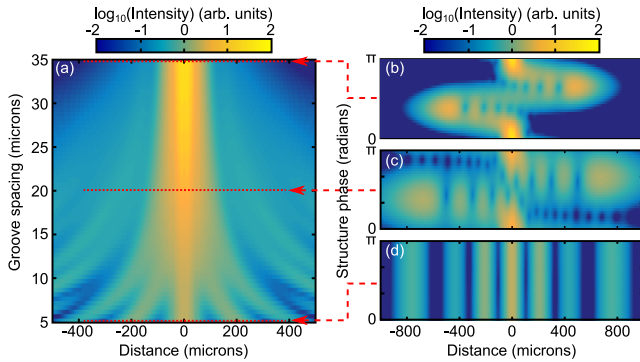 log10(Intensity) (arb. units)
-2 -1 0 1 2
(a)
35
30
25
20
15
10
5
Groove spacing (microns)
-400 -200 0 200 400
Distance (microns)
log10(Intensity) (arb. units)
-2 -1 0 1 2
Structure phase (radians)
π
(b)
0
π
(c)
0
π
(d)
0
-800 -400 0 400 800
Distance (microns)